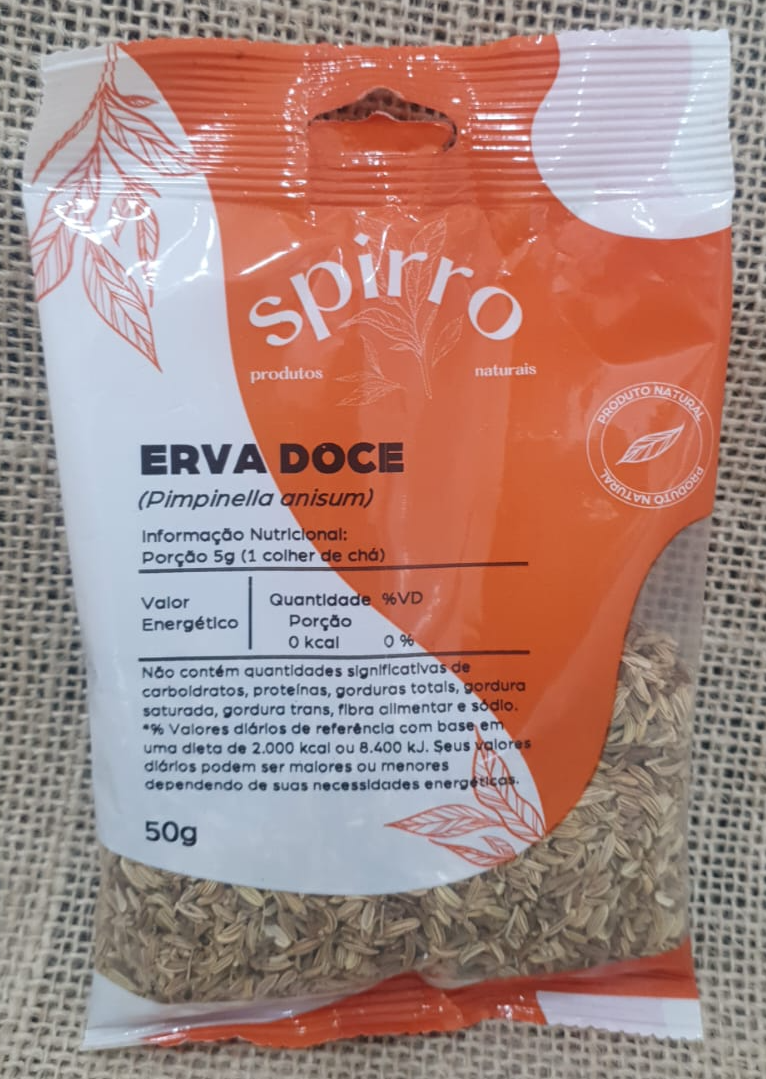 spirro
produtos naturais
PRODUTO NATURAL
PRODUTO NATURAL
ERVA DOCE
(Pimpinella anisum)
Informação Nutricional:
Porção 5g (1 colher de chá)
Valor Energético
Quantidade %VD
Porção
0 kcal 0 %
Não contém quantidades significativas de
carboidratos, proteínas, gorduras totais, gordura
saturada, gordura trans, fibra alimentar e sódio.
*% Valores diários de referência com base em
uma dieta de 2.000 kcal ou 8.400 kJ. Seus valores
diários podem ser maiores ou menores
dependendo de suas necessidades energéticas.
50g